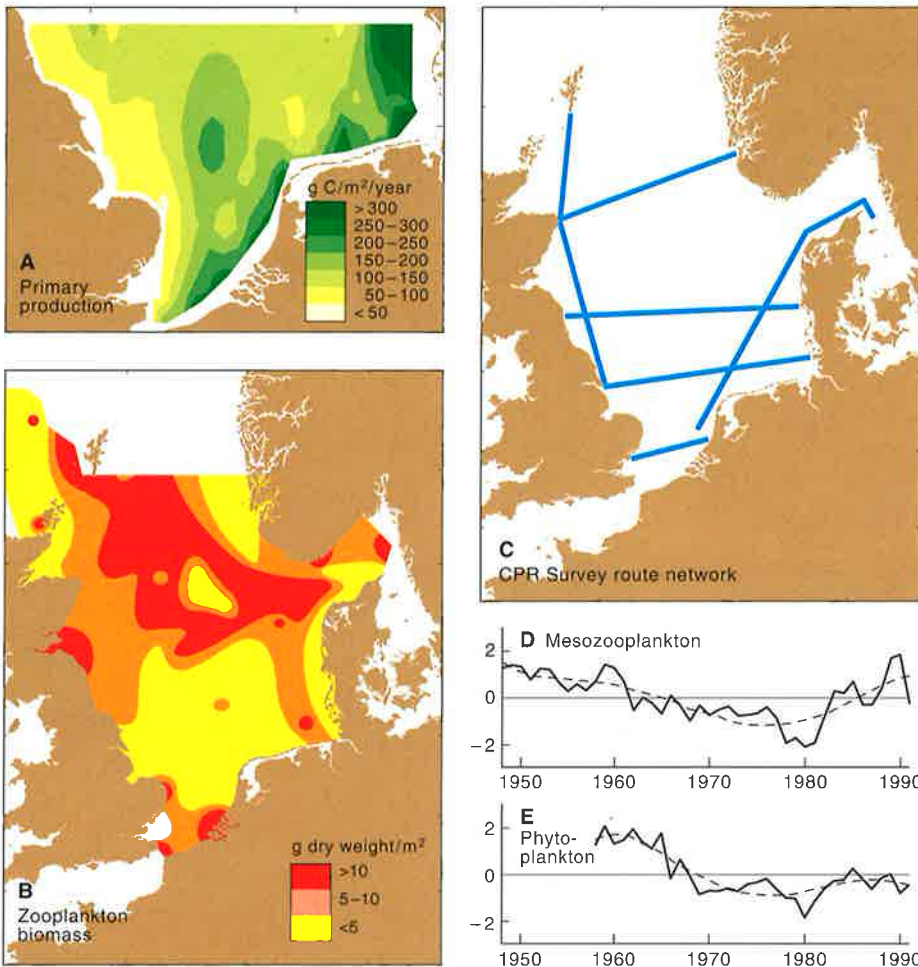 A
Primary
production
g C/m²/year
>300
250–300
200–250
150–200
100–150
50–100
<50
B
Zooplankton
biomass
g dry weight/m²
>10
5–10
<5
C
CPR Survey route network
D Mesozooplankton
2
0
−2
1950 1960 1970 1980 1990
E
Phyto-
plankton
2
0
−2
1950 1960 1970 1980 1990